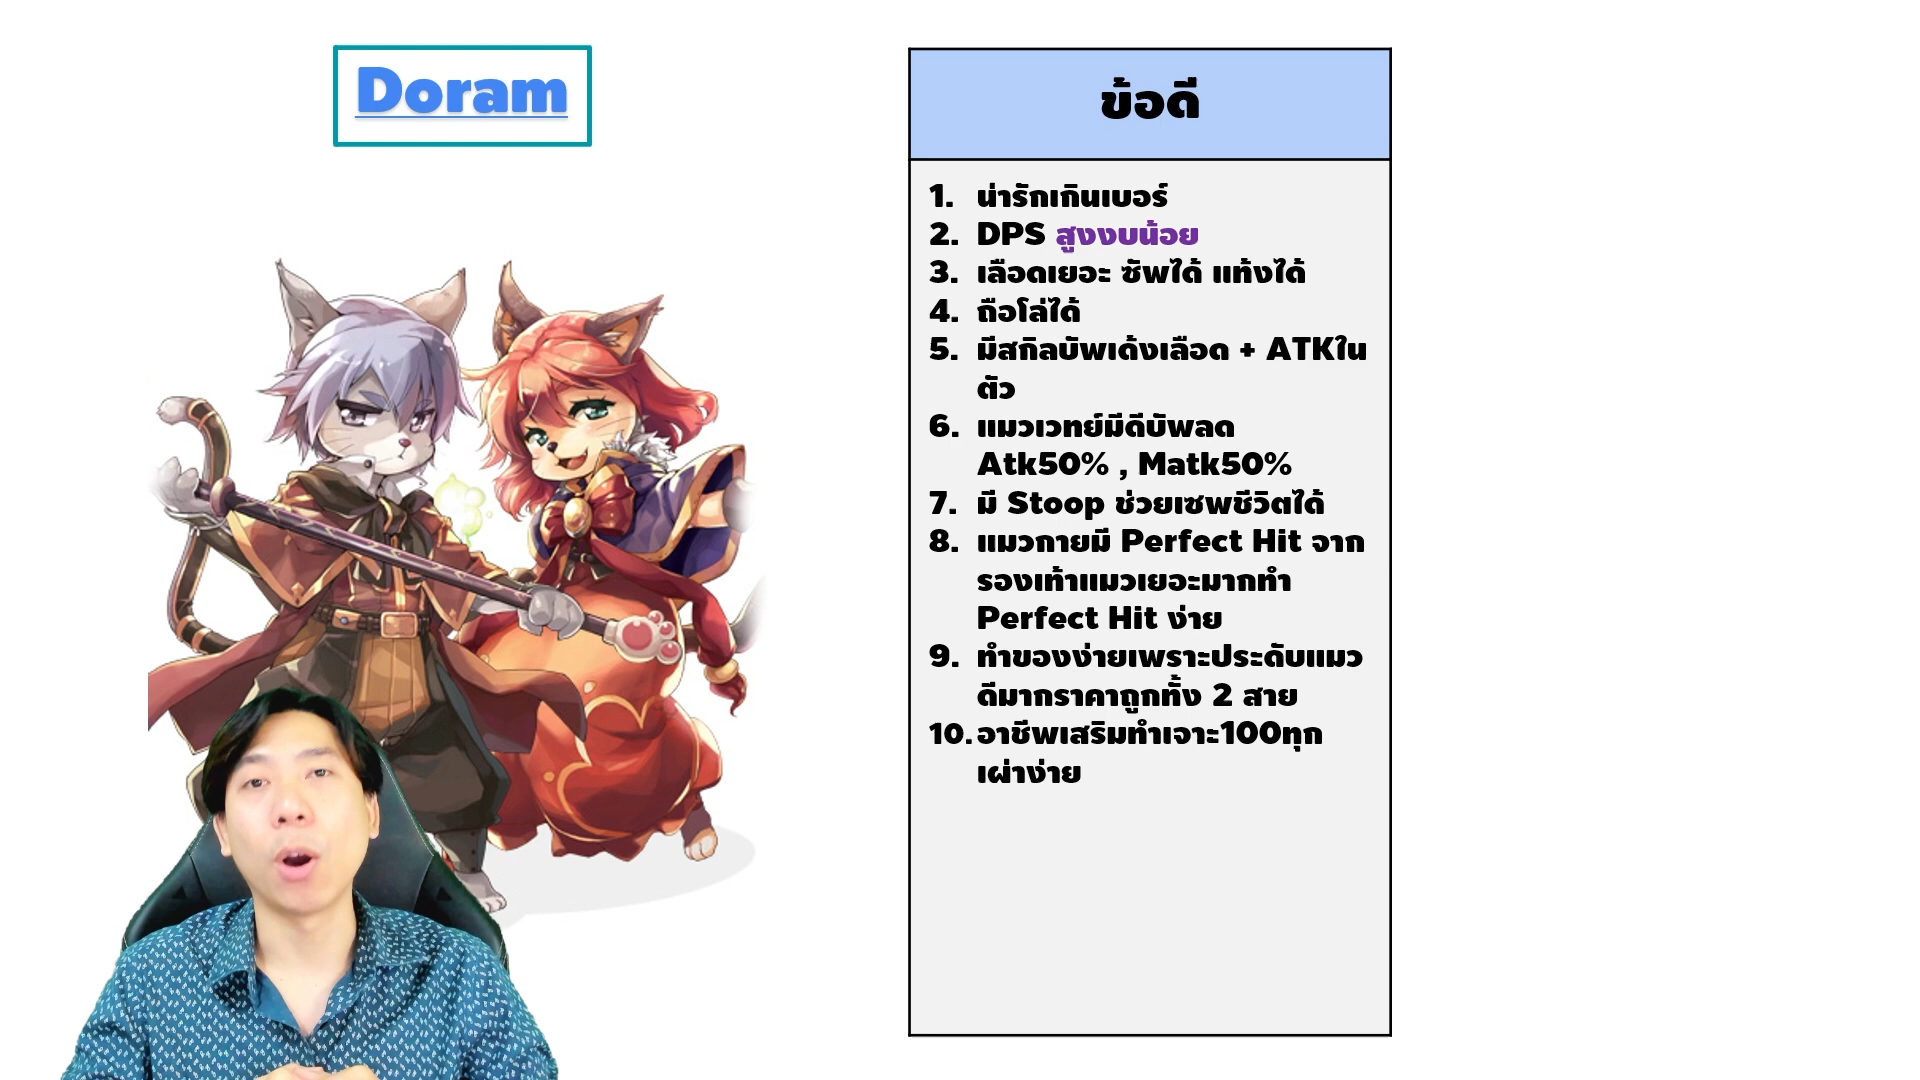 Doram
ข้อดี
1. น่ารักเกินเบอร์
2. DPS สูงงบน้อย
3. เลือดเยอะ ซัพได้ แท้งได้
4. ถือโล่ได้
5. มีสกิลบัพเด้งเลือด + ATKใน
ตัว
6. แมวเวทย์มีดีบัพลด
Atk50% , Matk50%
7. มี Stoop ช่วยเซพชีวิตได้
8. แมวกายมี Perfect Hit จาก
รองเท้าแมวเยอะมากทำ
Perfect Hit ง่าย
9. ทำของง่ายเพราะประดับแมว
ดีมากราคาถูกทั้ง 2 สาย
10. อาชีพเสริมทำเจาะ100ทุก
เผ่าง่าย